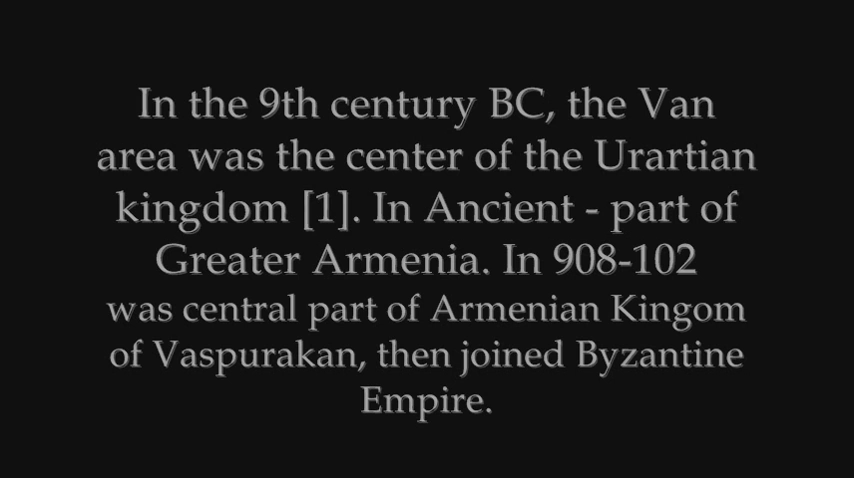 In the 9th century BC, the Van
area was the center of the Urartian
kingdom [1]. In Ancient - part of
Greater Armenia. In 908-102
was central part of Armenian Kingom
of Vaspurakan, then joined Byzantine
Empire.